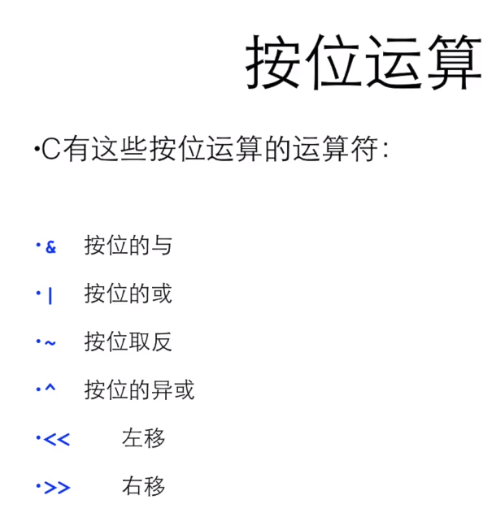 按位运算
•C有这些按位运算的运算符：
•& 按位的与
•| 按位的或
•~ 按位取反
•^ 按位的异或
•<< 左移
•>> 右移